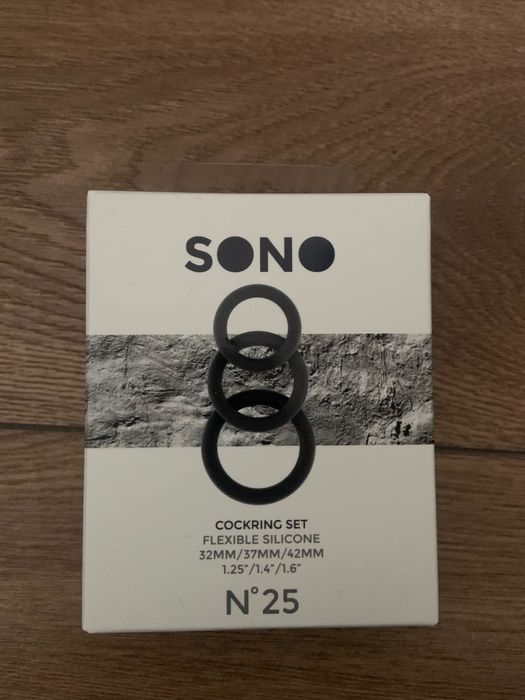 SONO
COCKRING SET
FLEXIBLE SILICONE
32MM/37MM/42MM
1.25"/1.4"/1.6"
N°25